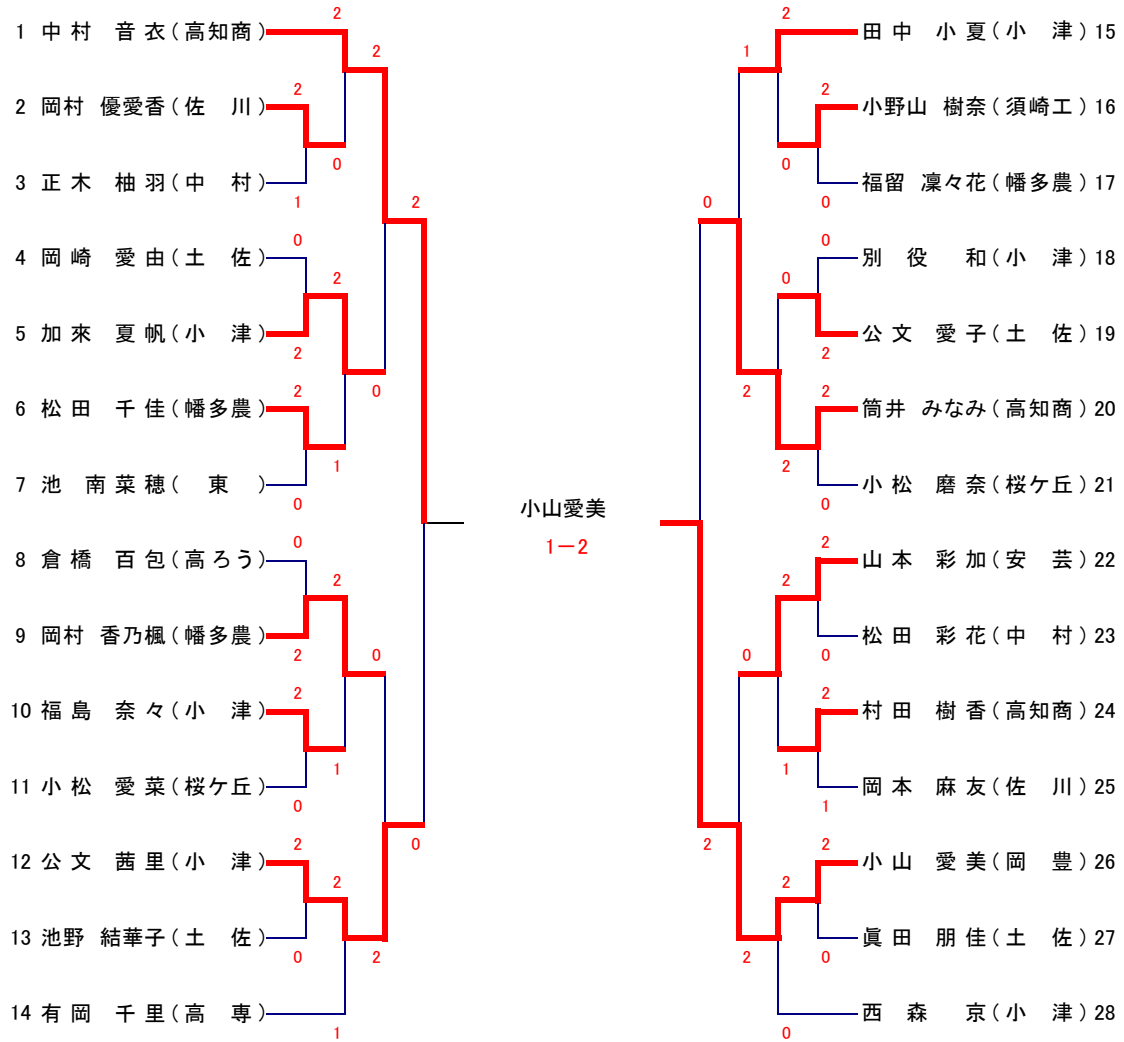 2
2
1 中村 音衣(高知商)
田中 小夏(小 津) 15
2
1
2
2
2 岡村 優愛香(佐 川)
小野山 樹奈(須崎工) 16
0
0
3 正木 柚羽(中 村)
福留 凜々花(幡多農) 17
1
2
0
0
0
0
4 岡崎 愛由(土 佐)
別役 和(小 津) 18
2
0
5 加來 夏帆(小 津)
公文 愛子(土 佐) 19
2
2
2
0
2
2
6 松田 千佳(幡多農)
筒井 みなみ(高知商) 20
1
2
7 池 南菜穂( 東 )
小松 磨奈(桜ケ丘) 21
0
0
小山愛美
1－2
0
2
8 倉橋 百包(高ろう)
山本 彩加(安 芸) 22
2
2
9 岡村 香乃楓(幡多農)
松田 彩花(中 村) 23
2
0
0
0
2
2
10 福島 奈々(小 津)
村田 樹香(高知商) 24
1
1
11 小松 愛菜(桜ケ丘)
岡本 麻友(佐 川) 25
0
1
2
0
2
2
12 公文 茜里(小 津)
小山 愛美(岡 豊) 26
2
2
13 池野 結華子(土 佐)
眞田 朋佳(土 佐) 27
0
2
2
0
14 有岡 千里(高 専)
西森 京(小 津) 28
1
0